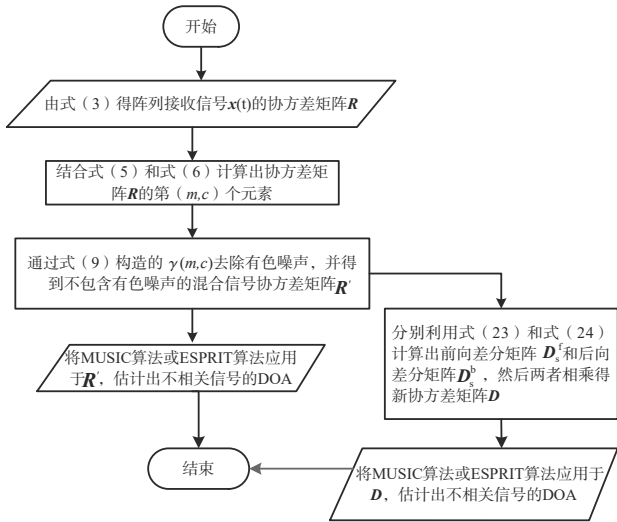 开始
由式（3）得阵列接收信号x(t)的协方差矩阵R
结合式（5）和式（6）计算出协方差矩
阵R的第（m,c）个元素
通过式（9）构造的 γ(m,c)去除有色噪声，并得
到不包含有色噪声的混合信号协方差矩阵R′
将MUSIC算法或ESPRIT算法应用
于R′，估计出不相关信号的DOA
分别利用式（23）和式（24）
计算出前向差分矩阵 D_s^f和后向
差分矩阵D_s^b，然后两者相乘得
新协方差矩阵D
将MUSIC算法或ESPRIT算法应用于
D，估计出不相关信号的DOA
结束